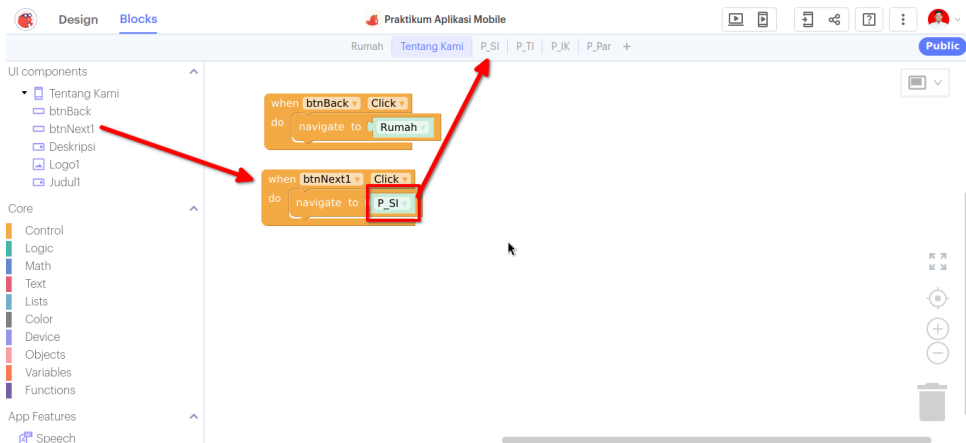 Design Blocks Praktikum Aplikasi Mobile
Rumah Tentang Kami P_SI P_TI P_IK P_Par + Public
UI components
Tentang Kami
btnBack
btnNext1
Deskripsi
Logo1
Judul1
Core
Control
Logic
Math
Text
Lists
Color
Device
Objects
Variables
Functions
App Features
Speech
when btnBack Click
do navigate to Rumah
when btnNext1 Click
do navigate to P_SI